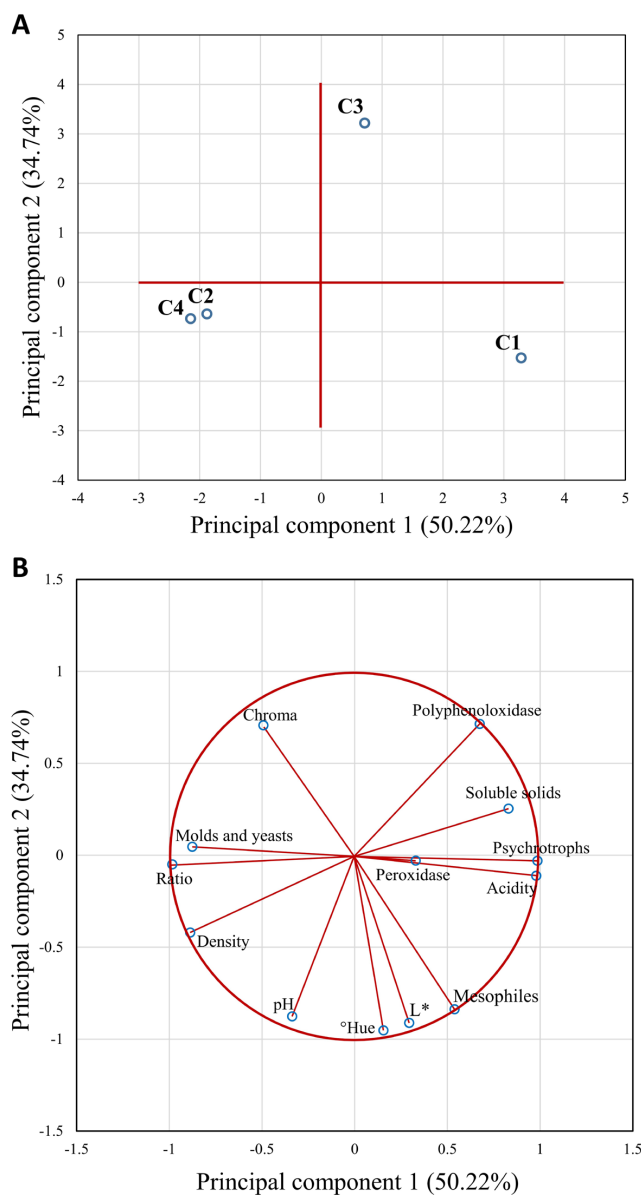 A
5
4
3
2
1
0
-1
-2
-3
-4
Principal component 2 (34.74%)
C3
C4
C2
C1
-4
-3
-2
-1
0
1
2
3
4
5
Principal component 1 (50.22%)
B
1.5
1
0.5
0
-0.5
-1
-1.5
Principal component 2 (34.74%)
Chroma
Polyphenoloxidase
Soluble solids
Molds and yeasts
Psychrotrophs
Ratio
Peroxidase
Acidity
Density
pH
°Hue
L*
Mesophiles
-1.5
-1
-0.5
0
0.5
1
1.5
Principal component 1 (50.22%)